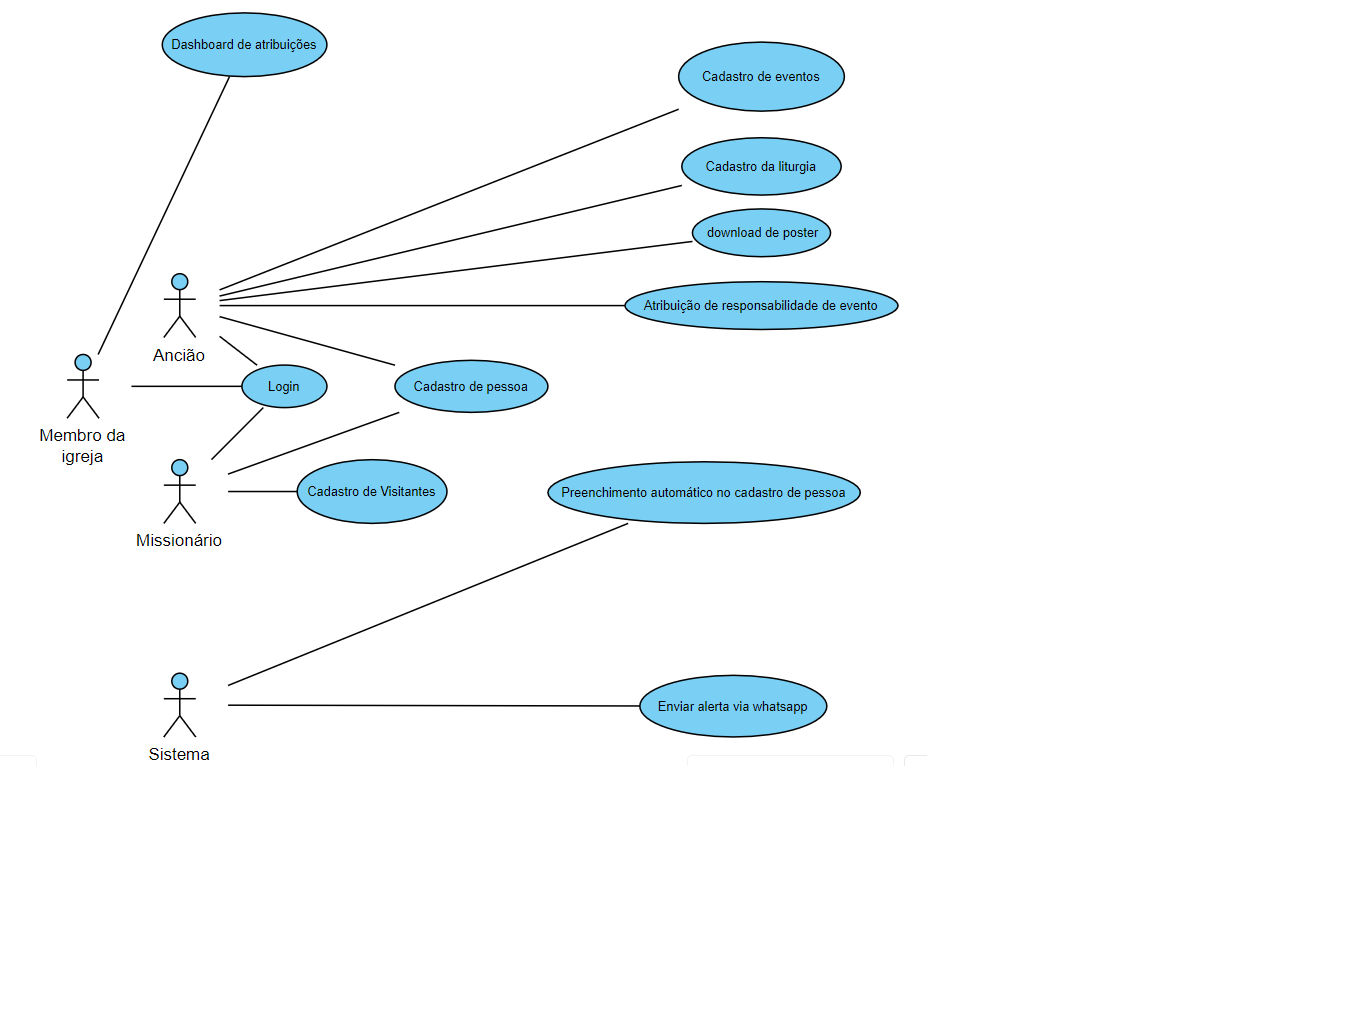 Dashboard de atribuições
Cadastro de eventos
Cadastro da liturgia
download de poster
Atribuição de responsabilidade de evento
Ancião
Login
Cadastro de pessoa
Membro da
igreja
Cadastro de Visitantes
Preenchimento automático no cadastro de pessoa
Missionário
Enviar alerta via whatsapp
Sistema